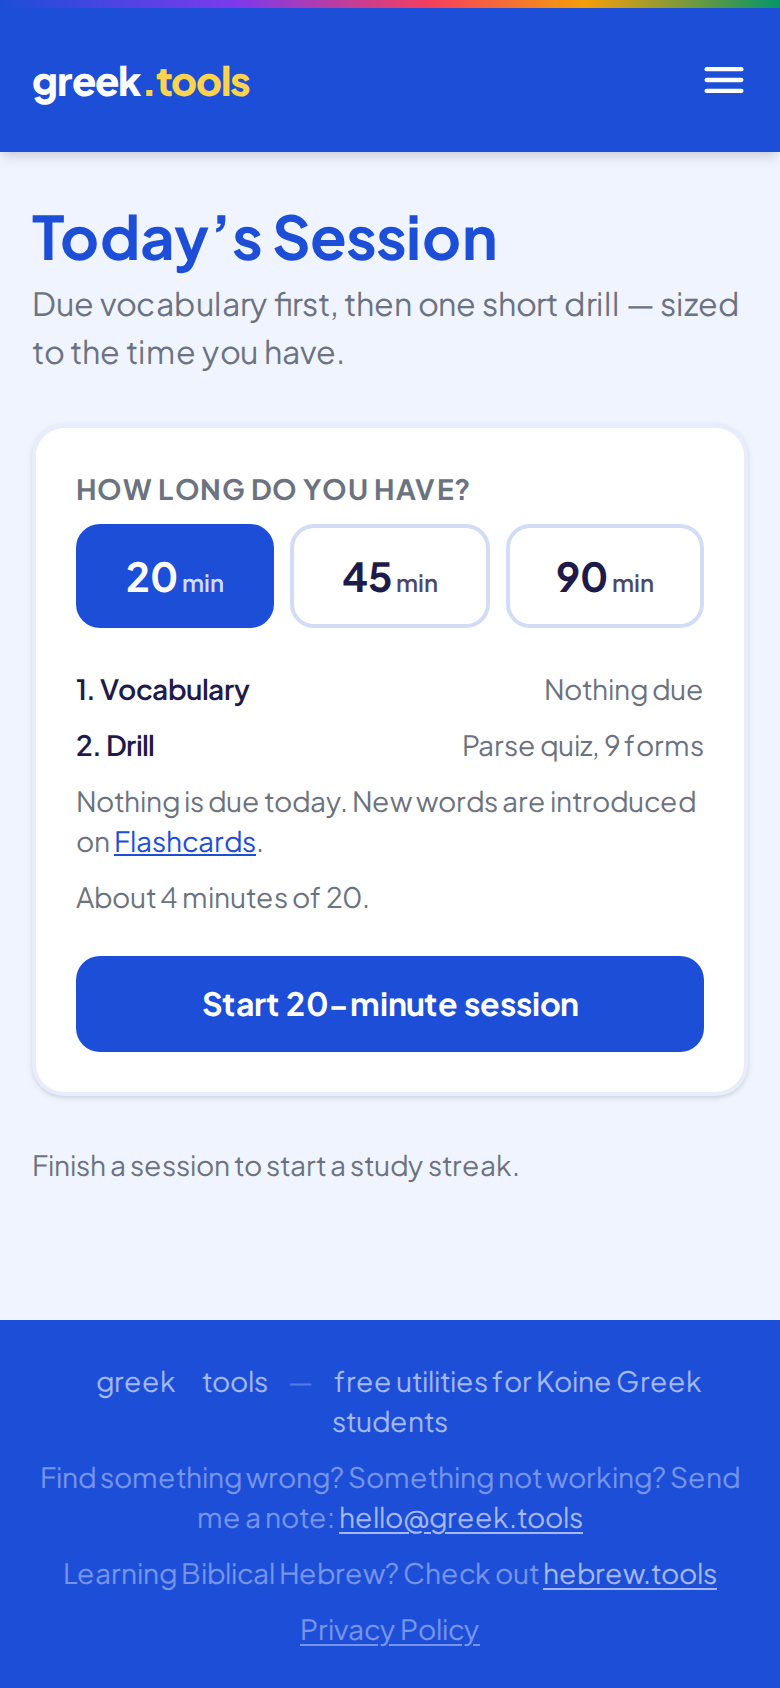 greek.tools
Today’s Session
Due vocabulary first, then one short drill — sized
to the time you have.
HOW LONG DO YOU HAVE?
20 min
45 min
90 min
1. Vocabulary
Nothing due
2. Drill
Parse quiz, 9 forms
Nothing is due today. New words are introduced
on Flashcards.
About 4 minutes of 20.
Start 20-minute session
Finish a session to start a study streak.
greek tools — free utilities for Koine Greek
students
Find something wrong? Something not working? Send
me a note: hello@greek.tools
Learning Biblical Hebrew? Check out hebrew.tools
Privacy Policy